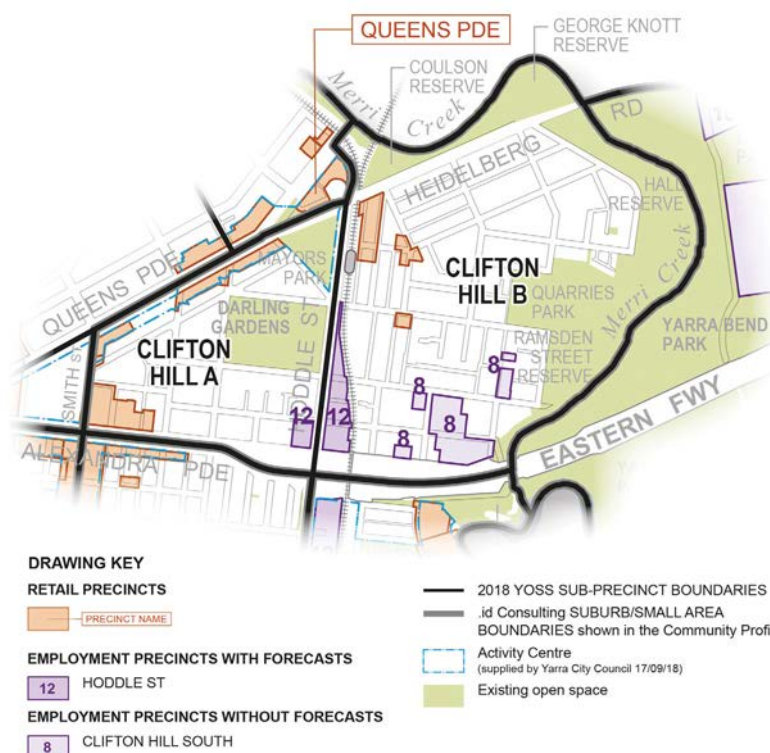 QUEENS PDE
GEORGE KNOTT
RESERVE
COULSON
RESERVE
Merri
Creek
RD
HEIDELBERG
HALL
RESERVE
MAYORS
PARK
CLIFTON
HILL B
QUEENS PDE
DARLING
GARDENS
QUARRIES
PARK
Merri Creek
CLIFTON
HILL A
HODDLE ST
RAMSDEN
STREET
RESERVE
YARRA BEND
PARK
SMITH ST
8
8
8
12
12
8
EASTERN FWY
ALEXANDRA PDE
DRAWING KEY
RETAIL PRECINCTS
PRECINCT NAME
EMPLOYMENT PRECINCTS WITH FORECASTS
12 HODDLE ST
EMPLOYMENT PRECINCTS WITHOUT FORECASTS
8 CLIFTON HILL SOUTH
2018 YOSS SUB-PRECINCT BOUNDARIES
.id Consulting SUBURB/SMALL AREA
BOUNDARIES shown in the Community Profi
Activity Centre
(supplied by Yarra City Council 17/09/18)
Existing open space